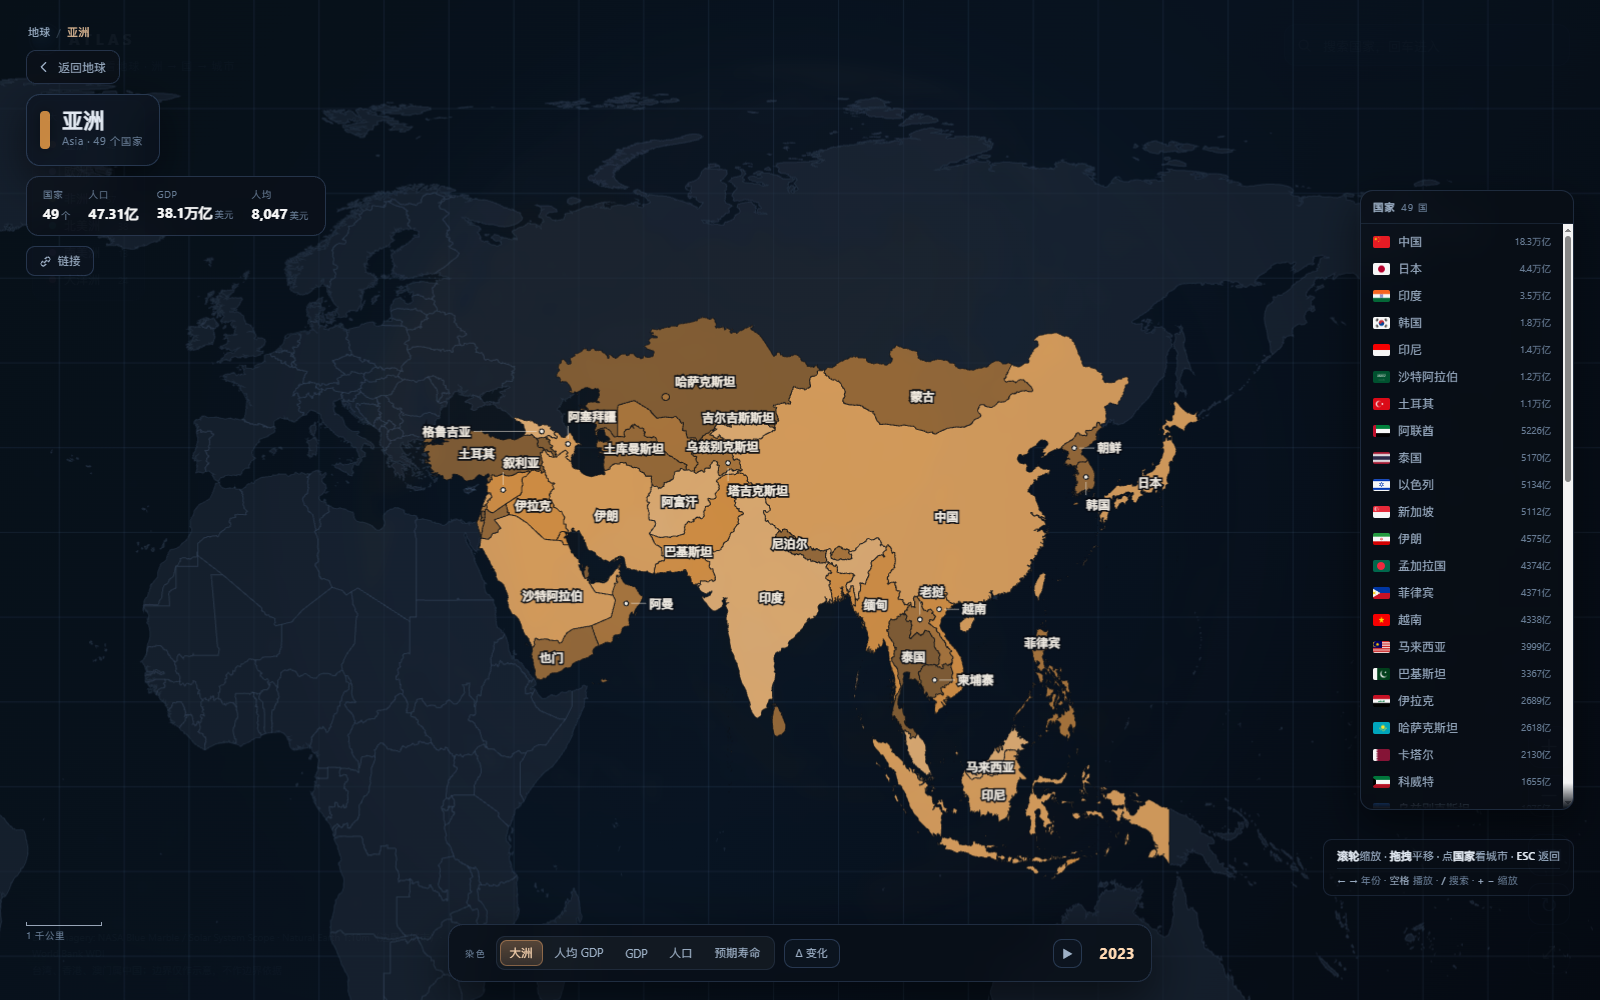 地球 / 亚洲
ATLAS
返回地球
亚洲
Asia · 49 个国家
国家 人口 GDP 人均
49个 47.31亿 38.1万亿美元 8,047美元
链接
国家 49 国
中国 18.3万亿
日本 4.4万亿
印度 3.5万亿
韩国 1.8万亿
印尼 1.4万亿
沙特阿拉伯 1.2万亿
土耳其 1.1万亿
阿联酋 5226亿
泰国 5170亿
以色列 5134亿
新加坡 5112亿
伊朗 4575亿
孟加拉国 4374亿
菲律宾 4371亿
越南 4338亿
马来西亚 3999亿
巴基斯坦 3367亿
伊拉克 2689亿
哈萨克斯坦 2618亿
卡塔尔 2130亿
科威特 1655亿
哈萨克斯坦
蒙古
阿塞拜疆
吉尔吉斯斯坦
格鲁吉亚
土耳其
叙利亚
土库曼斯坦
乌兹别克斯坦
朝鲜
日本
塔吉克斯坦
阿富汗
伊拉克
伊朗
韩国
中国
巴基斯坦
尼泊尔
沙特阿拉伯
阿曼
印度
缅甸
老挝
越南
也门
泰国
菲律宾
柬埔寨
马来西亚
印尼
滚轮缩放 · 拖拽平移 · 点国家看城市 · ESC 返回
← → 年份 · 空格 播放 · / 搜索 · + − 缩放
1 千公里
染色 大洲 人均 GDP GDP 人口 预期寿命 Δ 变化 ▶ 2023